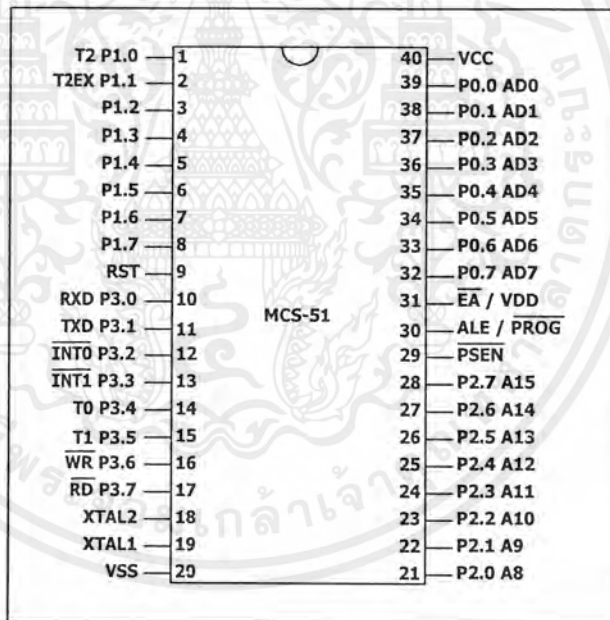 T2 P1.0 1
T2EX P1.1 2
P1.2 3
P1.3 4
P1.4 5
P1.5 6
P1.6 7
P1.7 8
RST 9
RXD P3.0 10
TXD P3.1 11
I̅N̅T̅0̅ P3.2 12
I̅N̅T̅1̅ P3.3 13
T0 P3.4 14
T1 P3.5 15
W̅R̅ P3.6 16
R̅D̅ P3.7 17
XTAL2 18
XTAL1 19
VSS 20
MCS-51
40 VCC
39 P0.0 AD0
38 P0.1 AD1
37 P0.2 AD2
36 P0.3 AD3
35 P0.4 AD4
34 P0.5 AD5
33 P0.6 AD6
32 P0.7 AD7
31 E̅A̅ / VDD
30 ALE / P̅R̅O̅G̅
29 P̅S̅E̅N̅
28 P2.7 A15
27 P2.6 A14
26 P2.5 A13
25 P2.4 A12
24 P2.3 A11
23 P2.2 A10
22 P2.1 A9
21 P2.0 A8